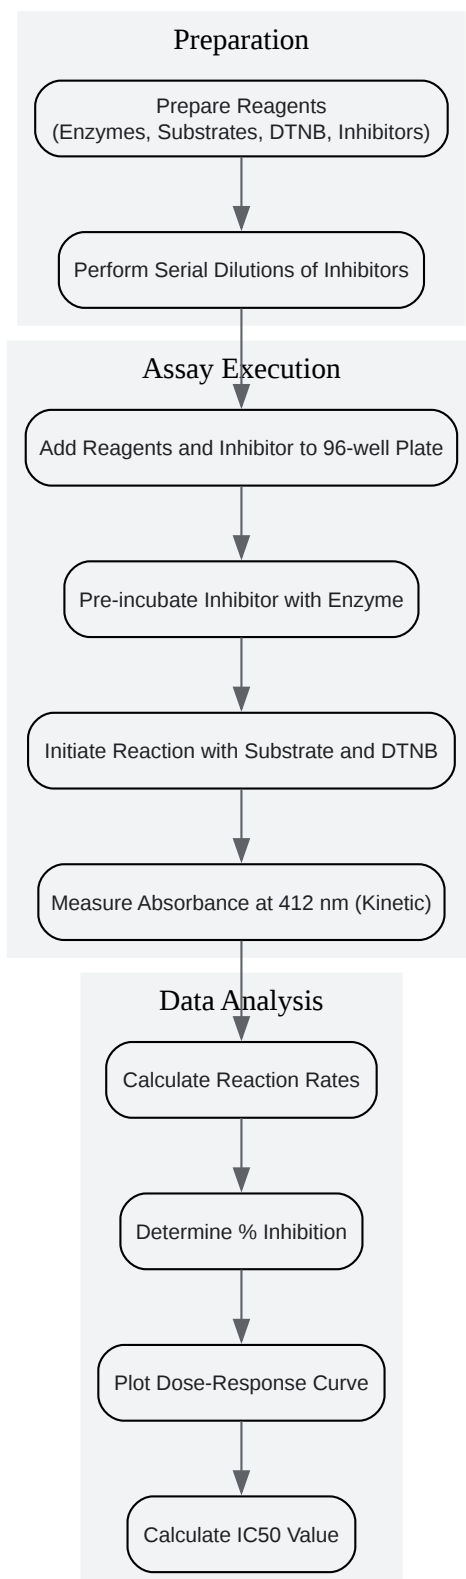 Preparation
Prepare Reagents
(Enzymes, Substrates, DTNB, Inhibitors)
Perform Serial Dilutions of Inhibitors
Assay Execution
Add Reagents and Inhibitor to 96-well Plate
Pre-incubate Inhibitor with Enzyme
Initiate Reaction with Substrate and DTNB
Measure Absorbance at 412 nm (Kinetic)
Data Analysis
Calculate Reaction Rates
Determine % Inhibition
Plot Dose-Response Curve
Calculate IC50 Value